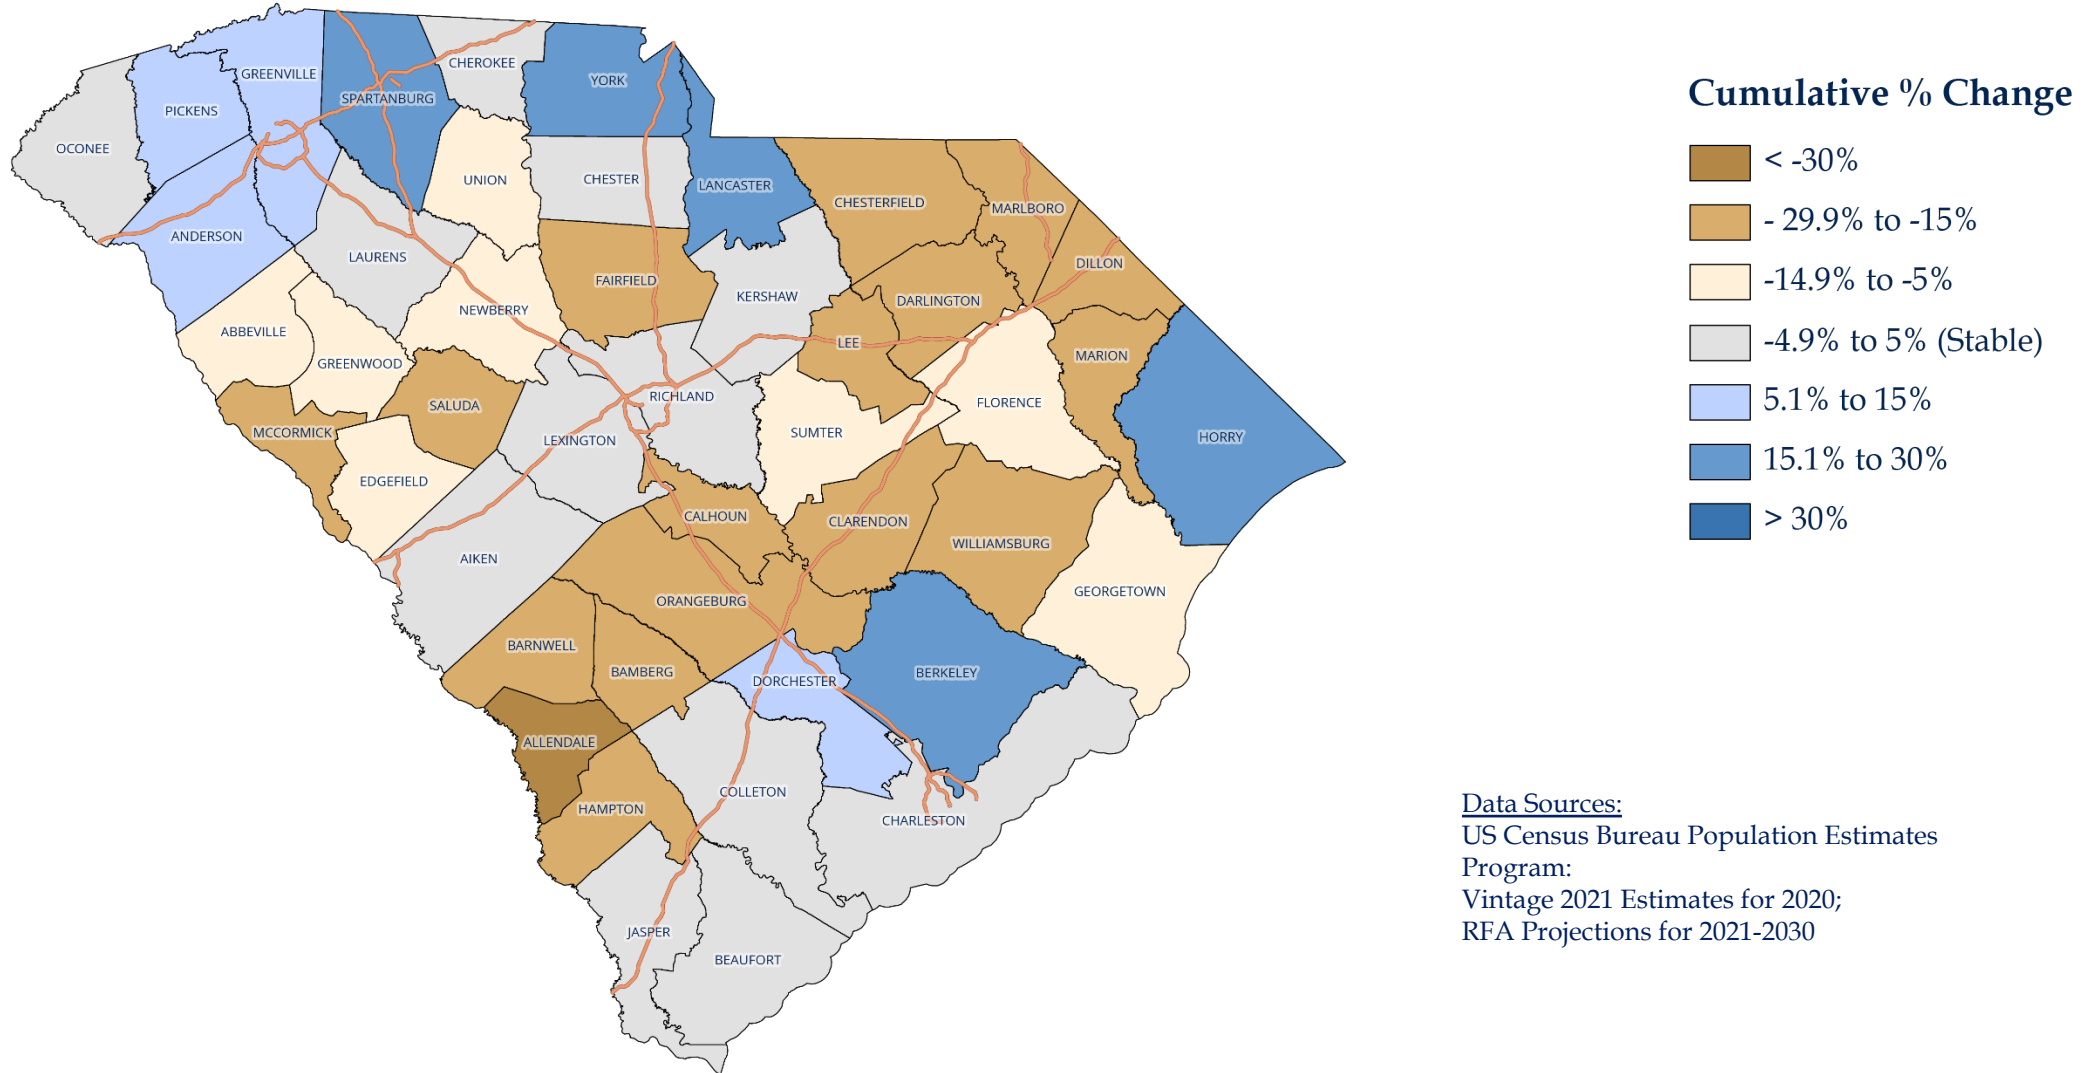 GREENVILLE
CHEROKEE
YORK
SPARTANBURG
PICKENS
OCONEE
UNION
CHESTER
LANCASTER
CHESTERFIELD
MARLBORO
ANDERSON
LAURENS
DILLON
FAIRFIELD
KERSHAW
DARLINGTON
NEWBERRY
ABBEVILLE
LEE
MARION
GREENWOOD
RICHLAND
FLORENCE
SALUDA
MCCORMICK
SUMTER
HORRY
LEXINGTON
EDGEFIELD
CALHOUN
CLARENDON
WILLIAMSBURG
AIKEN
GEORGETOWN
ORANGEBURG
BARNWELL
BAMBERG
BERKELEY
DORCHESTER
ALLENDALE
COLLETON
HAMPTON
CHARLESTON
JASPER
BEAUFORT
Cumulative % Change
< -30%
- 29.9% to -15%
-14.9% to -5%
-4.9% to 5% (Stable)
5.1% to 15%
15.1% to 30%
> 30%
Data Sources:
US Census Bureau Population Estimates
Program:
Vintage 2021 Estimates for 2020;
RFA Projections for 2021-2030